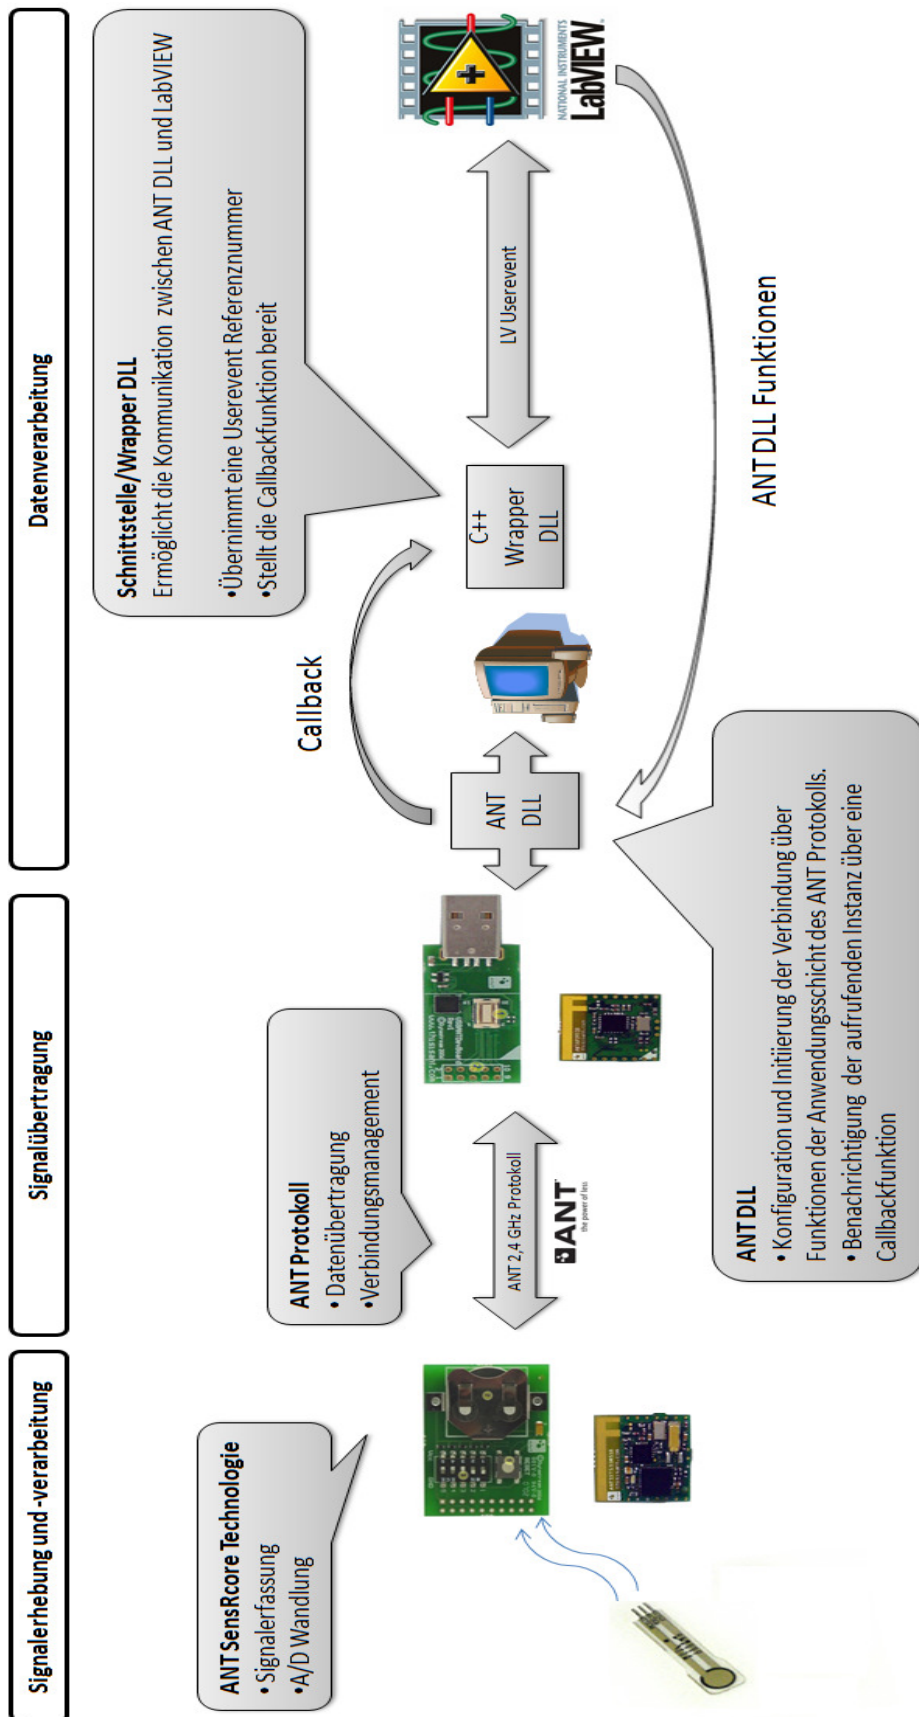 Signalerhebung und -verarbeitung
Signalübertragung
Datenverarbeitung
ANT SensRcore Technologie
• Signalerfassung
•A/D Wandlung
ANT Protokoll
• Datenübertragung
•Verbindungsmanagement
Schnittstelle/Wrapper DLL
Ermöglicht die Kommunikation zwischen ANT DLL und LabVIEW
•Übernimmt eine Userevent Referenznummer
•Stellt die Callbackfunktion bereit
Callback
ANT 2,4 GHz Protokoll
ANT
the power of less
ANT
DLL
C++
Wrapper
DLL
LV Userevent
NATIONAL INSTRUMENTS
LabVIEW
ANT DLL Funktionen
ANT DLL
• Konfiguration und Initiierung der Verbindung über
Funktionen der Anwendungsschicht des ANT Protokolls.
• Benachrichtigung der aufrufenden Instanz über eine
Callbackfunktion